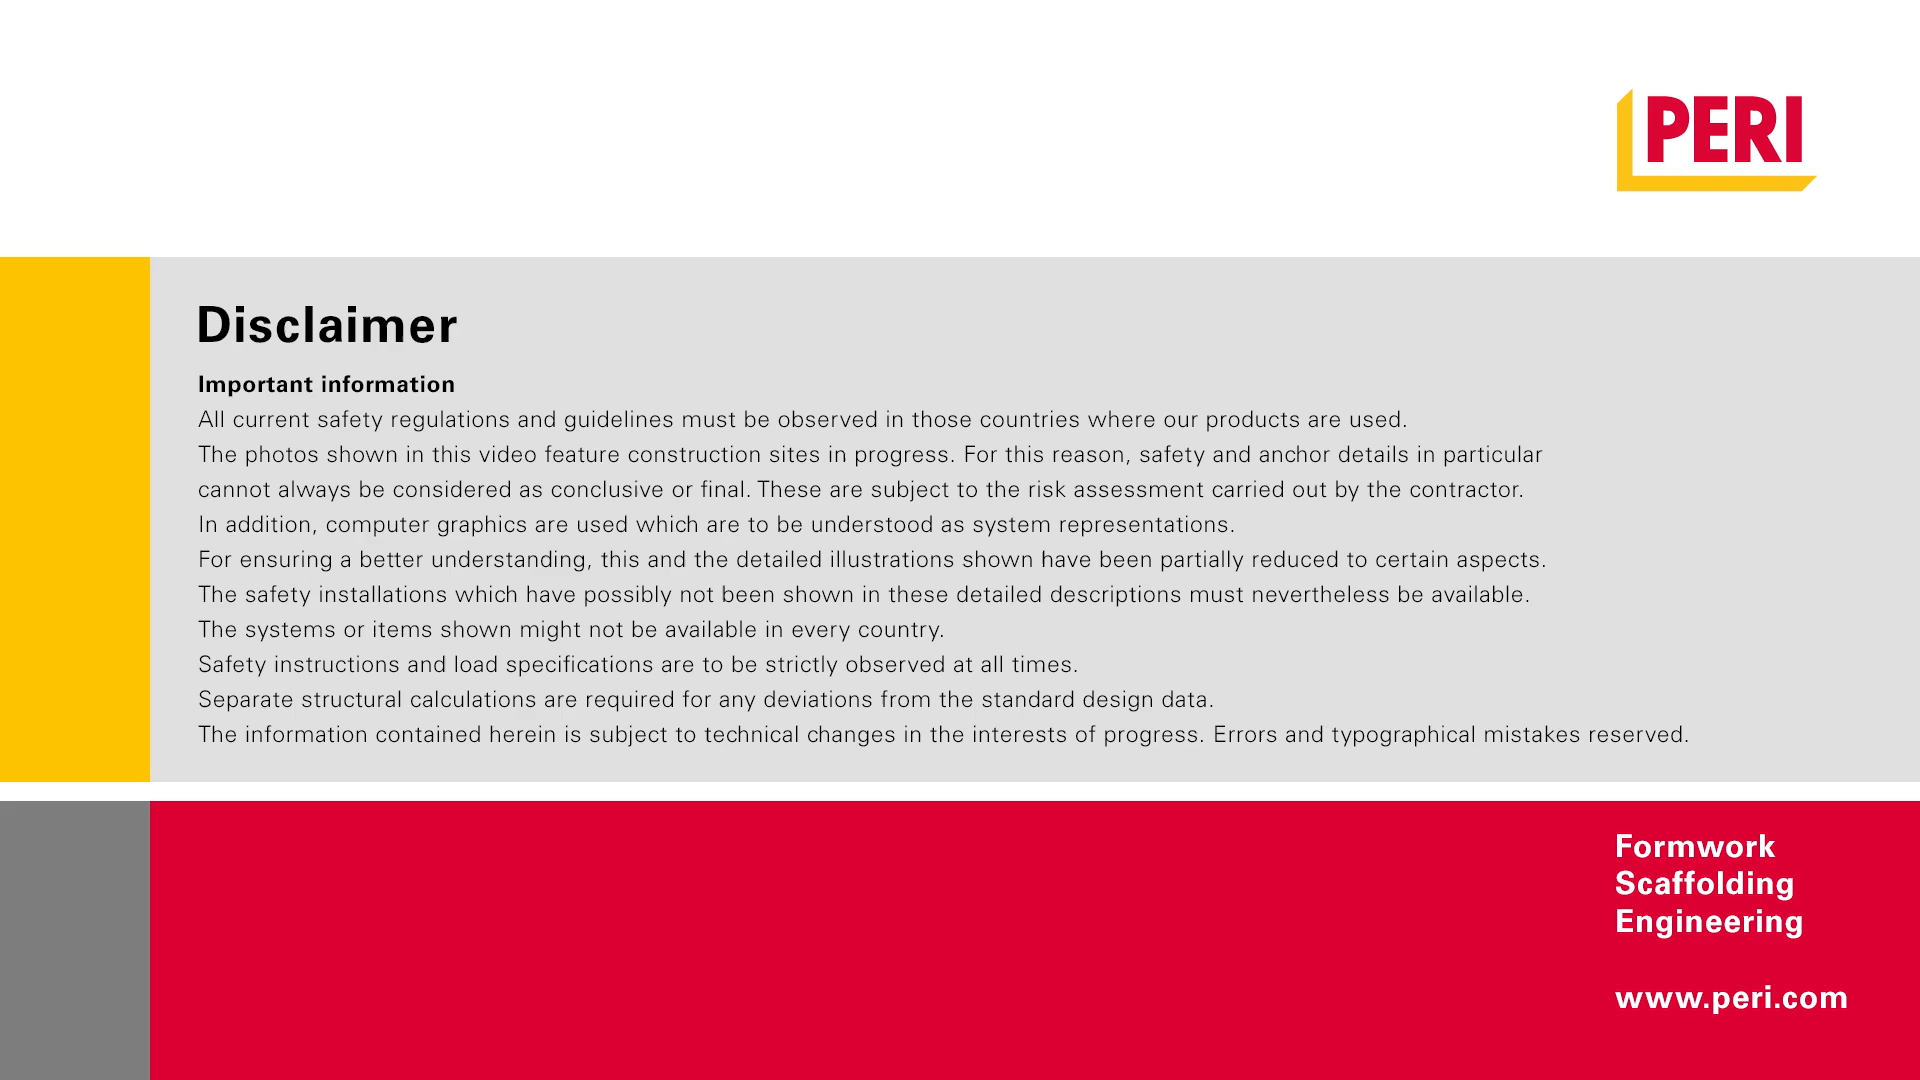 PERI
Disclaimer
Important information
All current safety regulations and guidelines must be observed in those countries where our products are used.
The photos shown in this video feature construction sites in progress. For this reason, safety and anchor details in particular
cannot always be considered as conclusive or final. These are subject to the risk assessment carried out by the contractor.
In addition, computer graphics are used which are to be understood as system representations.
For ensuring a better understanding, this and the detailed illustrations shown have been partially reduced to certain aspects.
The safety installations which have possibly not been shown in these detailed descriptions must nevertheless be available.
The systems or items shown might not be available in every country.
Safety instructions and load specifications are to be strictly observed at all times.
Separate structural calculations are required for any deviations from the standard design data.
The information contained herein is subject to technical changes in the interests of progress. Errors and typographical mistakes reserved.
Formwork
Scaffolding
Engineering
www.peri.com